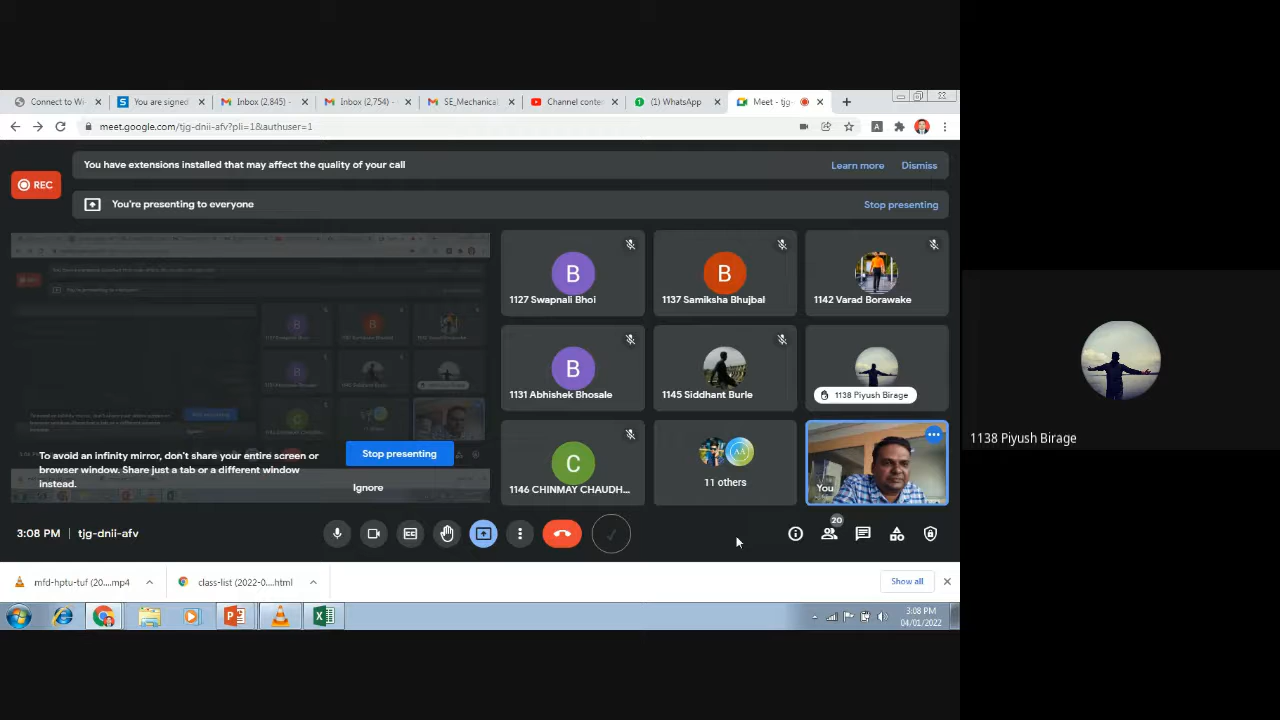 Connect to Wi
You are signed
Inbox (2,845) -
Inbox (2,754) -
SE_Mechanical
Channel conten
(1) WhatsApp
Meet - tjg-
meet.google.com/tjg-dnii-afv?pli=1&authuser=1
You have extensions installed that may affect the quality of your call
Learn more
Dismiss
REC
You're presenting to everyone
Stop presenting
B
1127 Swapnali Bhoi
B
1137 Samiksha Bhujbal
1142 Varad Borawake
B
1131 Abhishek Bhosale
1145 Siddhant Burle
1138 Piyush Birage
C
1146 CHINMAY CAUDH...
AA
11 others
You
To avoid an infinity mirror, don't share your entire screen or
browser window. Share just a tab or a different window
instead.
Stop presenting
Ignore
3:08 PM
tjg-dnii-afv
20
mfd-hptu-tuf (20....mp4
class-list (2022-0....html
Show all
3:08 PM
04/01/2022
1138 Piyush Birage